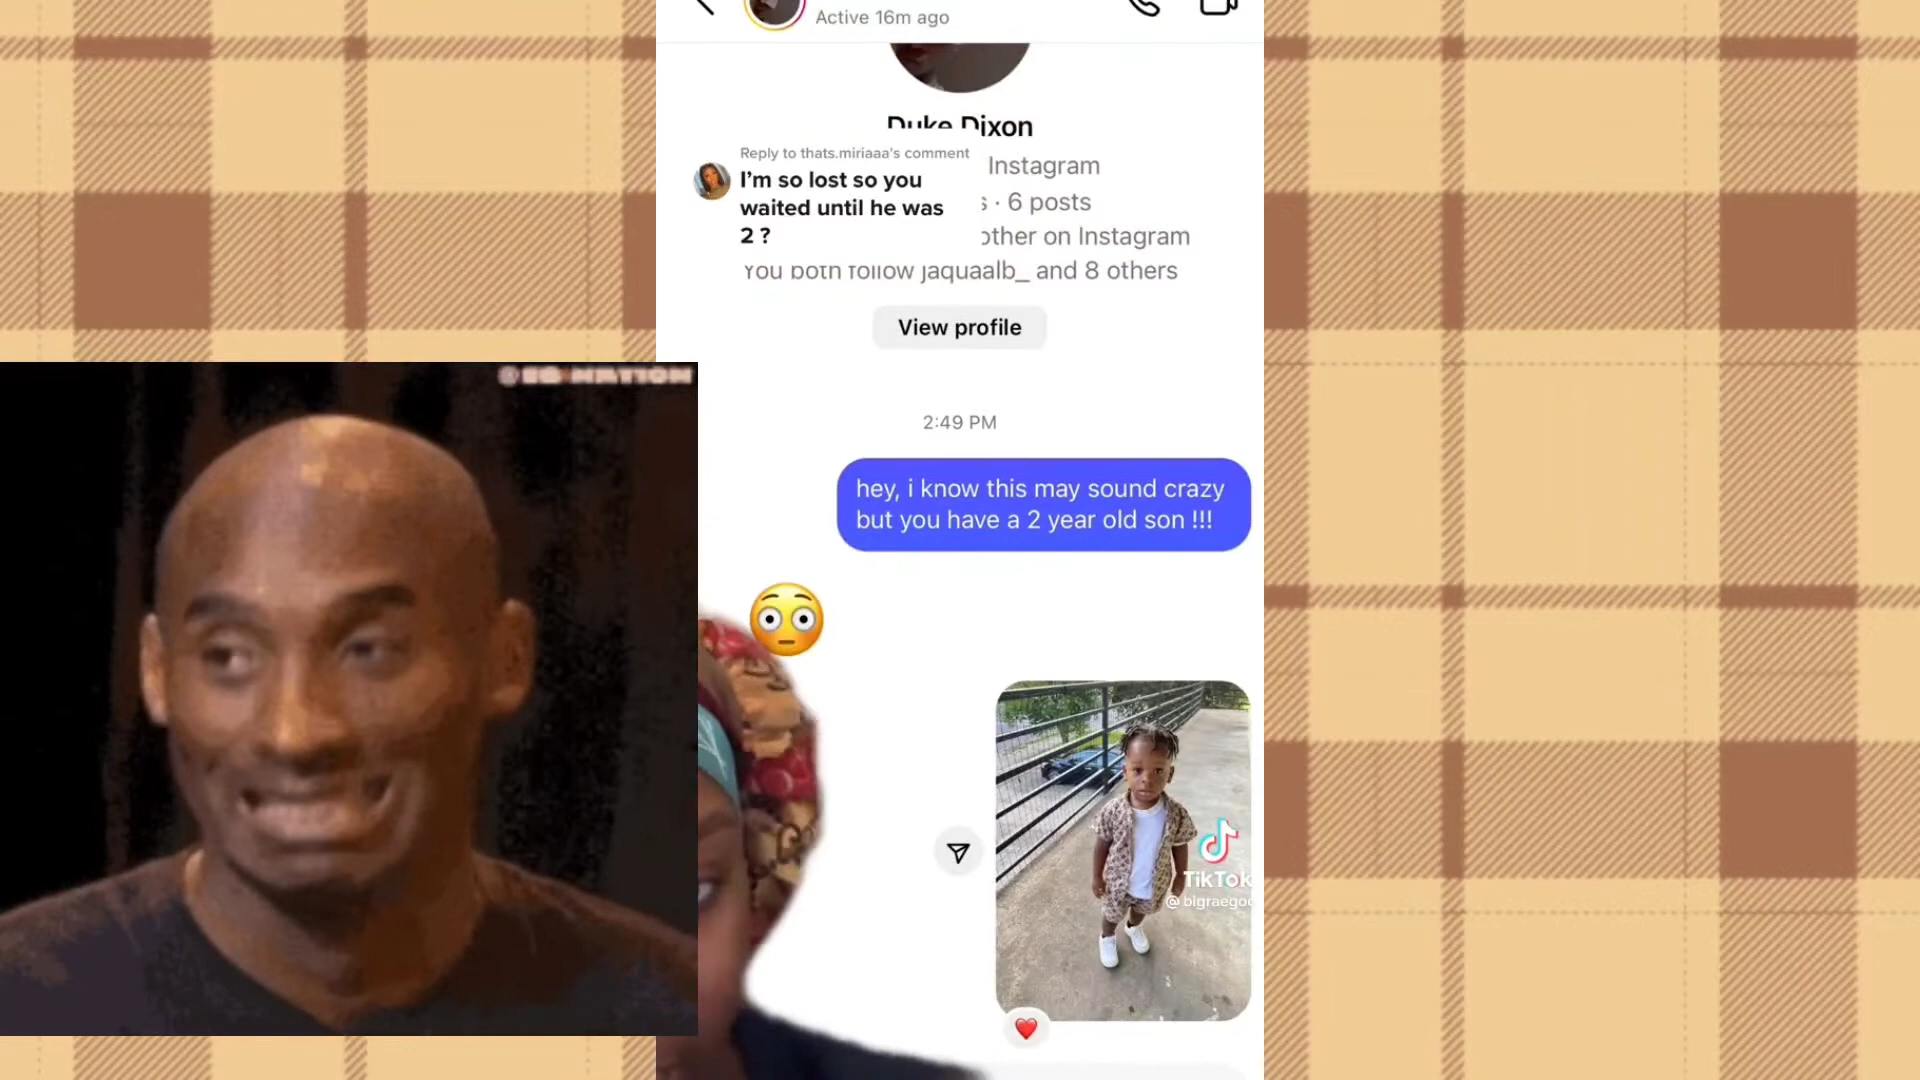 Active 16m ago
Duke Dixon
Instagram
Reply to thats.miriaaa's comment
I'm so lost so you
waited until he was
2 ?
s · 6 posts
other on Instagram
You both follow jaquaalb_ and 8 others
View profile
2:49 PM
hey, i know this may sound crazy
but you have a 2 year old son !!!
TikTok
@bigraegoo